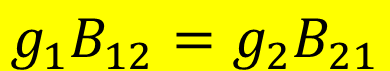 g₁B₁₂ = g₂B₂₁